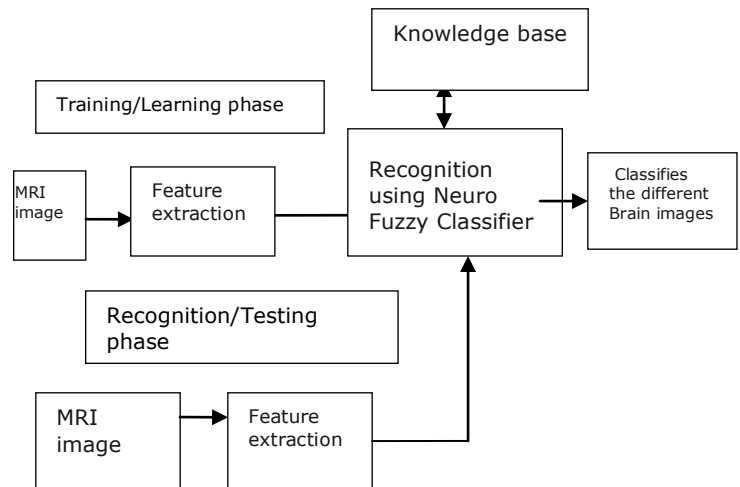 Knowledge base
Training/Learning phase
MRI
image
Feature
extraction
Recognition
using Neuro
Fuzzy Classifier
Classifies
the different
Brain images
Recognition/Testing
phase
MRI
image
Feature
extraction